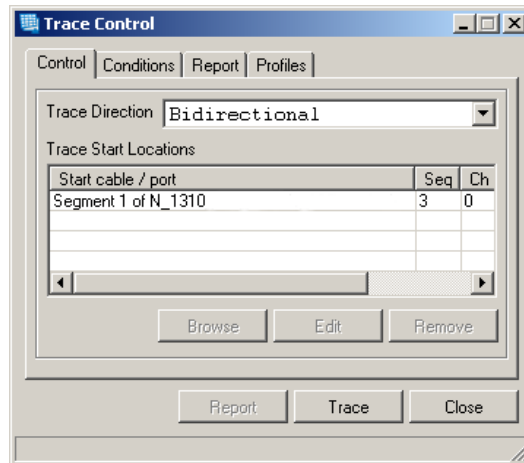 Trace Control
Control Conditions Report Profiles
Trace Direction Bidirectional
Trace Start Locations
Start cable / port Seq Ch
Segment 1 of N_1310 3 0
Browse Edit Remove
Report Trace Close